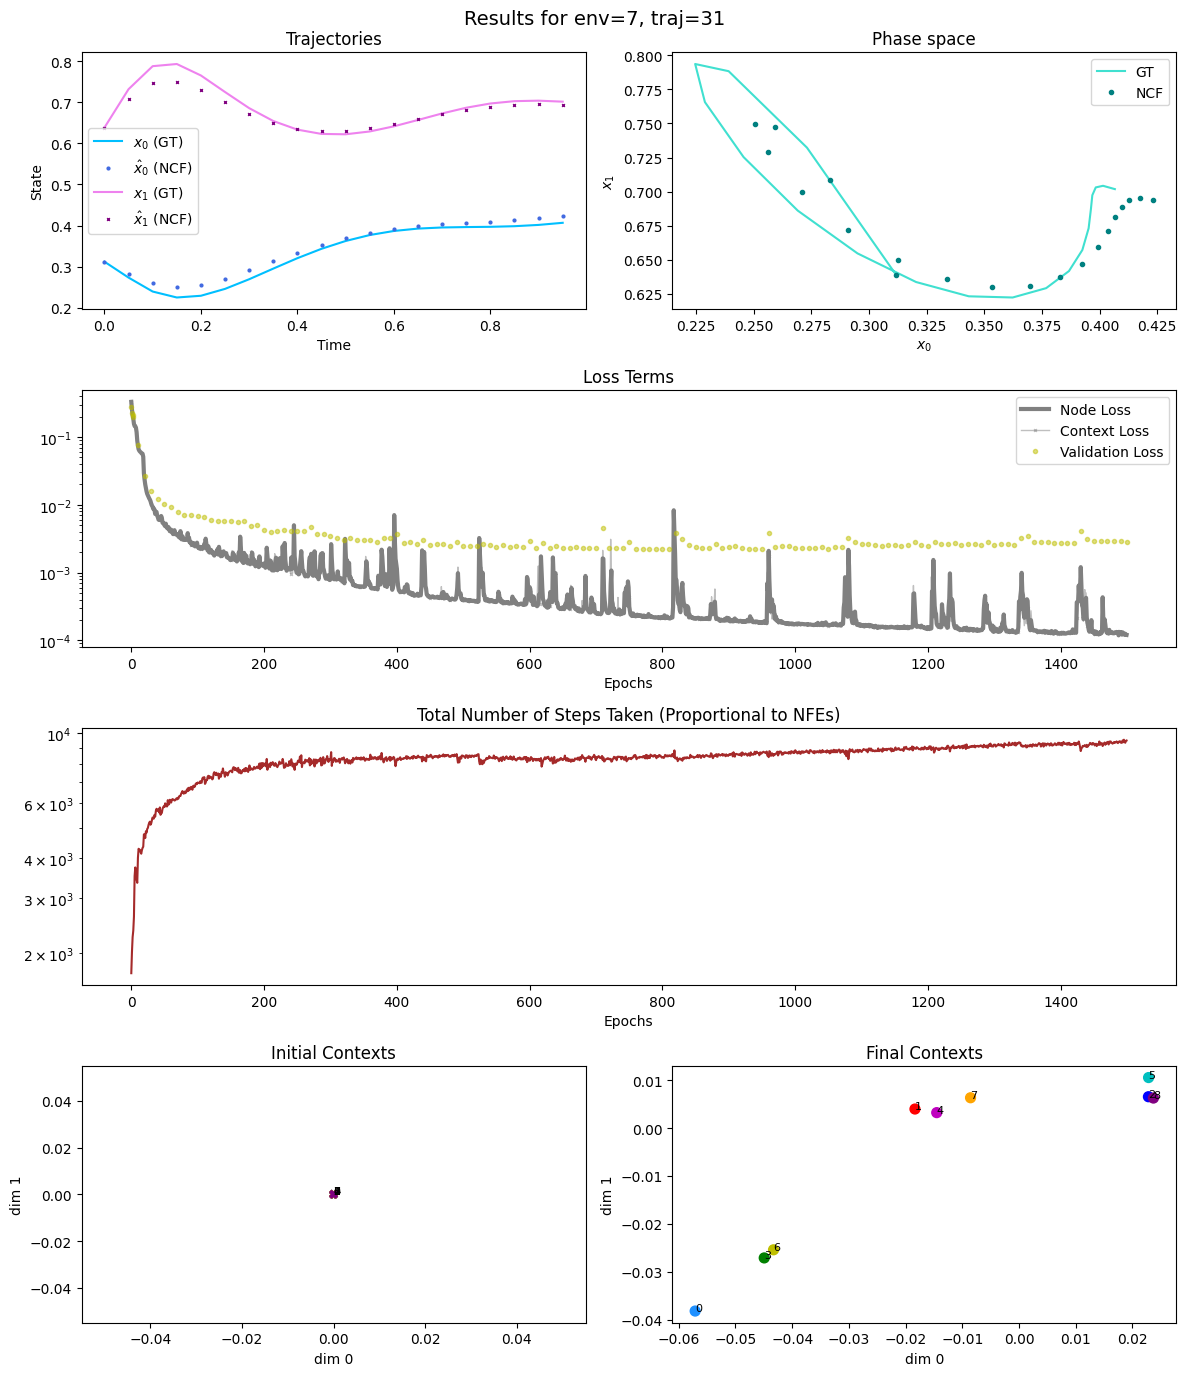 Results for env=7, traj=31
Trajectories
0.8
0.7
0.6
0.5
0.4
0.3
0.2
State
x₀ (GT)
x̂₀ (NCF)
x₁ (GT)
x̂₁ (NCF)
0.0 0.2 0.4 0.6 0.8
Time
Phase space
0.800
0.775
0.750
0.725
0.700
0.675
0.650
0.625
x₁
GT
NCF
0.225 0.250 0.275 0.300 0.325 0.350 0.375 0.400 0.425
x₀
Loss Terms
10⁻¹
10⁻²
10⁻³
10⁻⁴
Node Loss
Context Loss
Validation Loss
0 200 400 600 800 1000 1200 1400
Epochs
Total Number of Steps Taken (Proportional to NFEs)
10⁴
6 × 10³
4 × 10³
3 × 10³
2 × 10³
0 200 400 600 800 1000 1200 1400
Epochs
Initial Contexts
0.04
0.02
0.00
−0.02
−0.04
dim 1
−0.04 −0.02 0.00 0.02 0.04
dim 0
Final Contexts
0.01
0.00
−0.01
−0.02
−0.03
−0.04
dim 1
5
1
4
7
6
3
0
−0.06 −0.05 −0.04 −0.03 −0.02 −0.01 0.00 0.01 0.02
dim 0